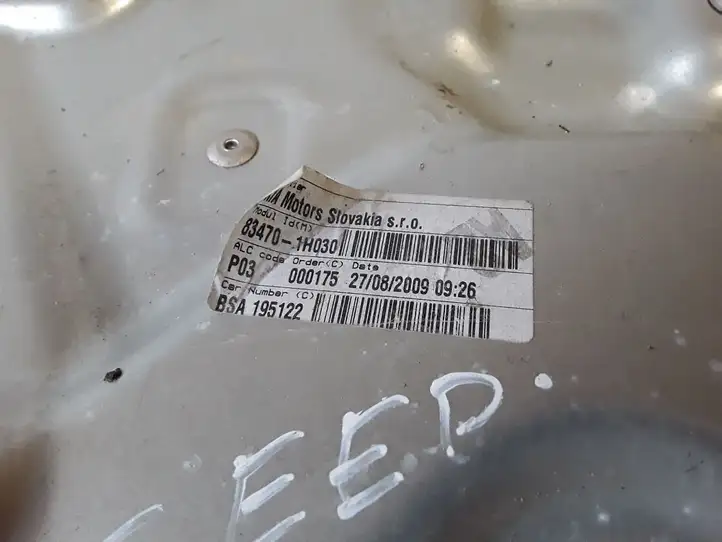 Motors Slovakia s.r.o.
Modul Id(M)
83470-1H030
ALC code Order(C) Date
P03 000175 27/08/2009 09:26
Car Number (C)
BSA 195122
CEED.